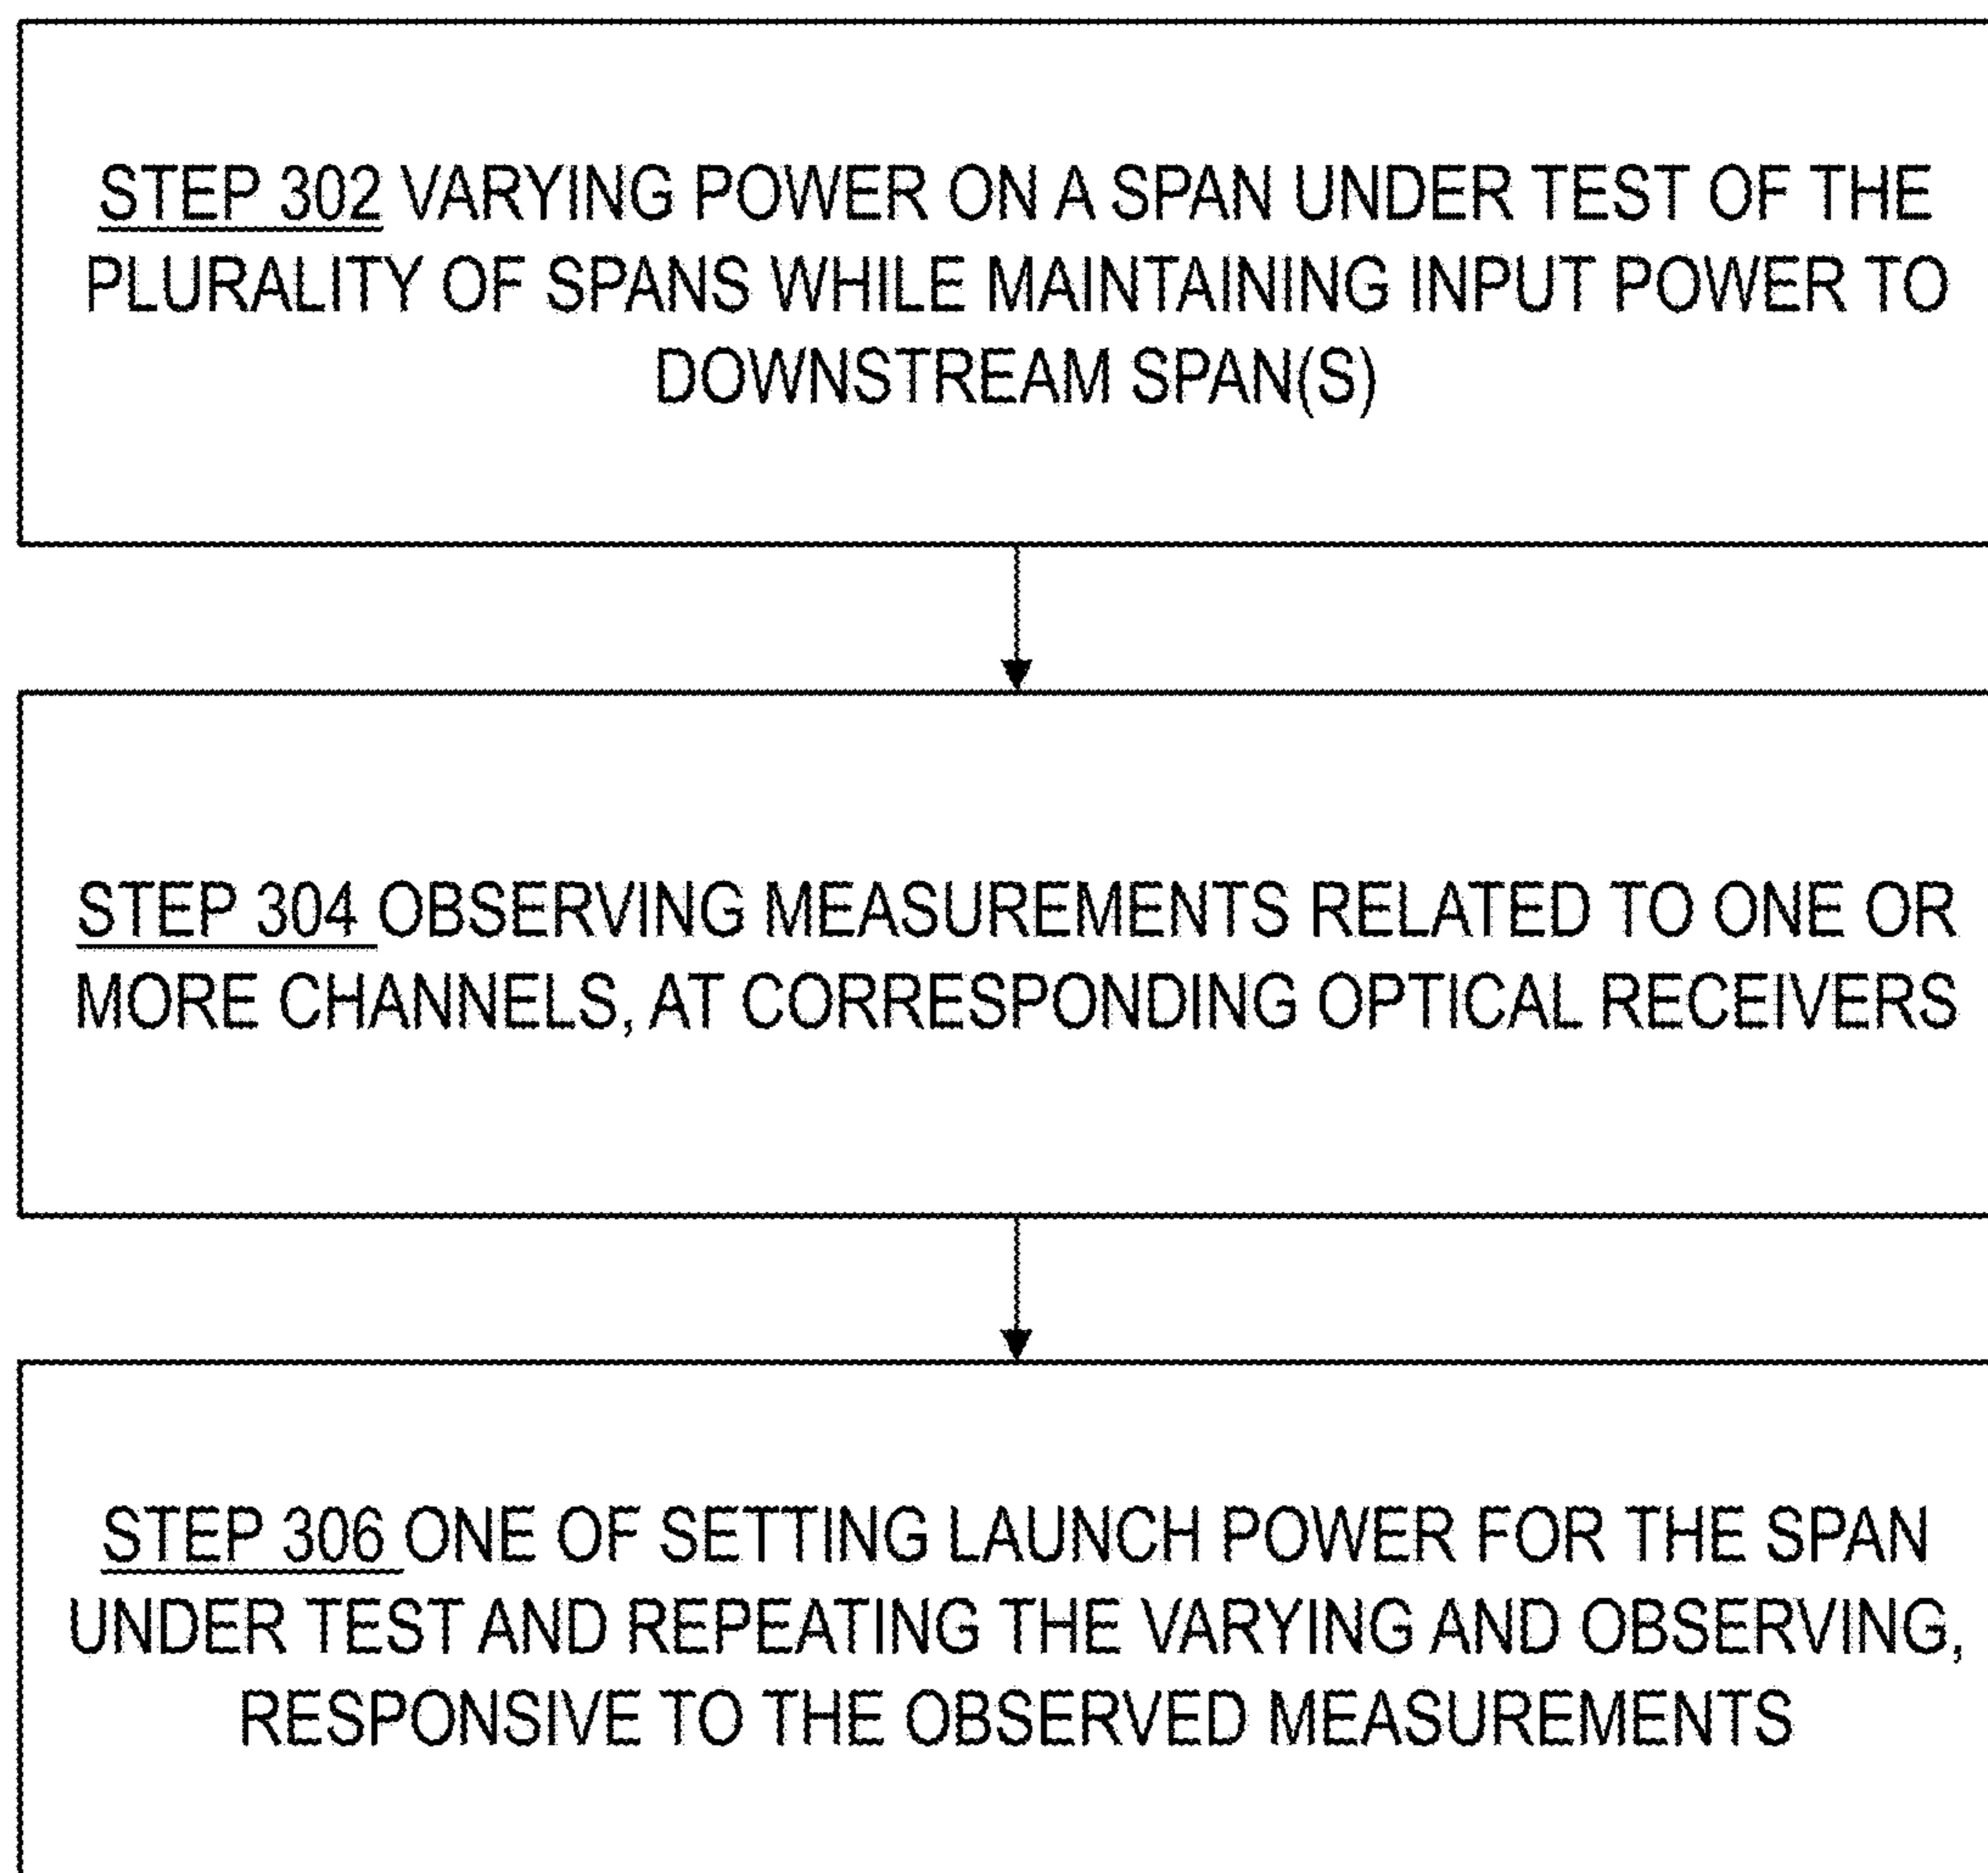 STEP 302 VARYING POWER ON A SPAN UNDER TEST OF THE
PLURALITY OF SPANS WHILE MAINTAINING INPUT POWER TO
DOWNSTREAM SPAN(S)
STEP 304 OBSERVING MEASUREMENTS RELATED TO ONE OR
MORE CHANNELS, AT CORRESPONDING OPTICAL RECEIVERS
STEP 306 ONE OF SETTING LAUNCH POWER FOR THE SPAN
UNDER TEST AND REPEATING THE VARYING AND OBSERVING,
RESPONSIVE TO THE OBSERVED MEASUREMENTS